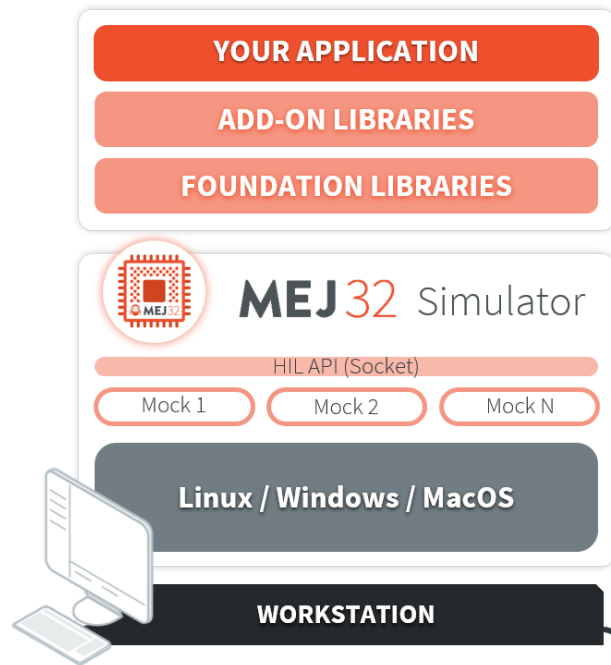 YOUR APPLICATION
ADD-ON LIBRARIES
FOUNDATION LIBRARIES
MEJ32
MEJ32 Simulator
HIL API (Socket)
Mock 1
Mock 2
Mock N
Linux / Windows / MacOS
WORKSTATION